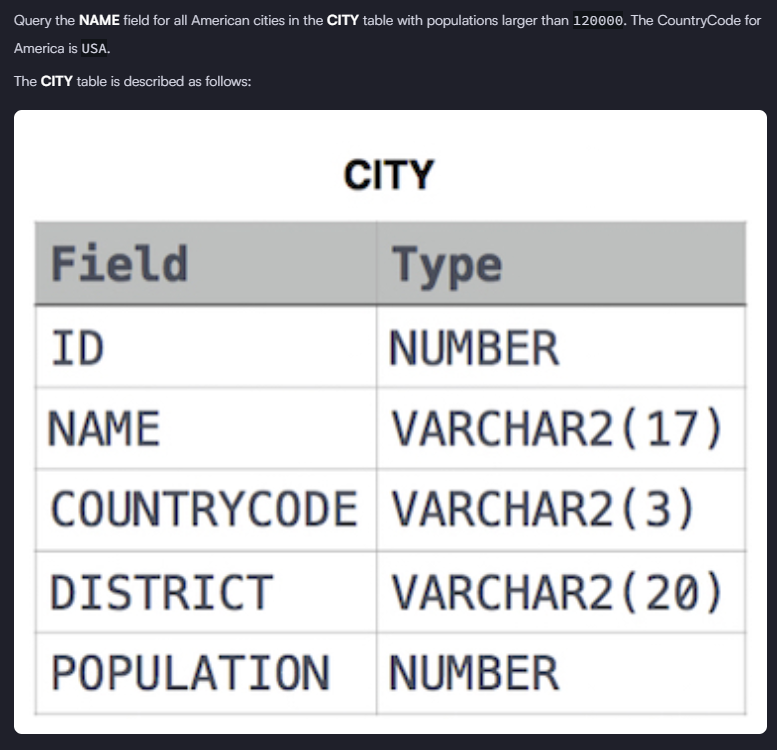 Query the NAME field for all American cities in the CITY table with populations larger than 120000. The CountryCode for
America is USA.
The CITY table is described as follows:
CITY
Field Type
ID NUMBER
NAME VARCHAR2(17)
COUNTRYCODE VARCHAR2(3)
DISTRICT VARCHAR2(20)
POPULATION NUMBER